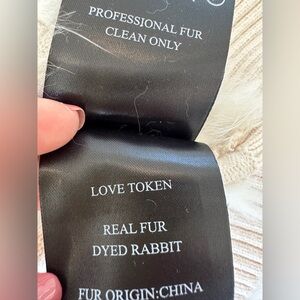 PROFESSIONAL FUR
CLEAN ONLY
LOVE TOKEN
REAL FUR
DYED RABBIT
FUR ORIGIN:CHINA